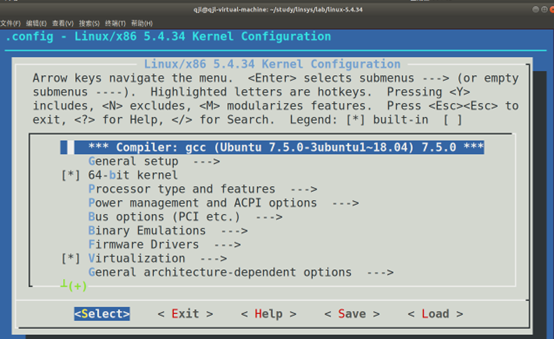 qjl@qjl-virtual-machine: ~/study/linsys/lab/linux-5.4.34
文件(F) 编辑(E) 查看(V) 搜索(S) 终端(T) 帮助(H)
.config - Linux/x86 5.4.34 Kernel Configuration
Linux/x86 5.4.34 Kernel Configuration
Arrow keys navigate the menu. <Enter> selects submenus ---> (or empty
submenus ----). Highlighted letters are hotkeys. Pressing <Y>
includes, <N> excludes, <M> modularizes features. Press <Esc><Esc> to
exit, <?> for Help, </> for Search. Legend: [*] built-in [ ]
*** Compiler: gcc (Ubuntu 7.5.0-3ubuntu1~18.04) 7.5.0 ***
General setup --->
[*] 64-bit kernel
Processor type and features --->
Power management and ACPI options --->
Bus options (PCI etc.) --->
Binary Emulations --->
Firmware Drivers --->
[*] Virtualization --->
General architecture-dependent options --->
┴(+)
<Select> < Exit > < Help > < Save > < Load >